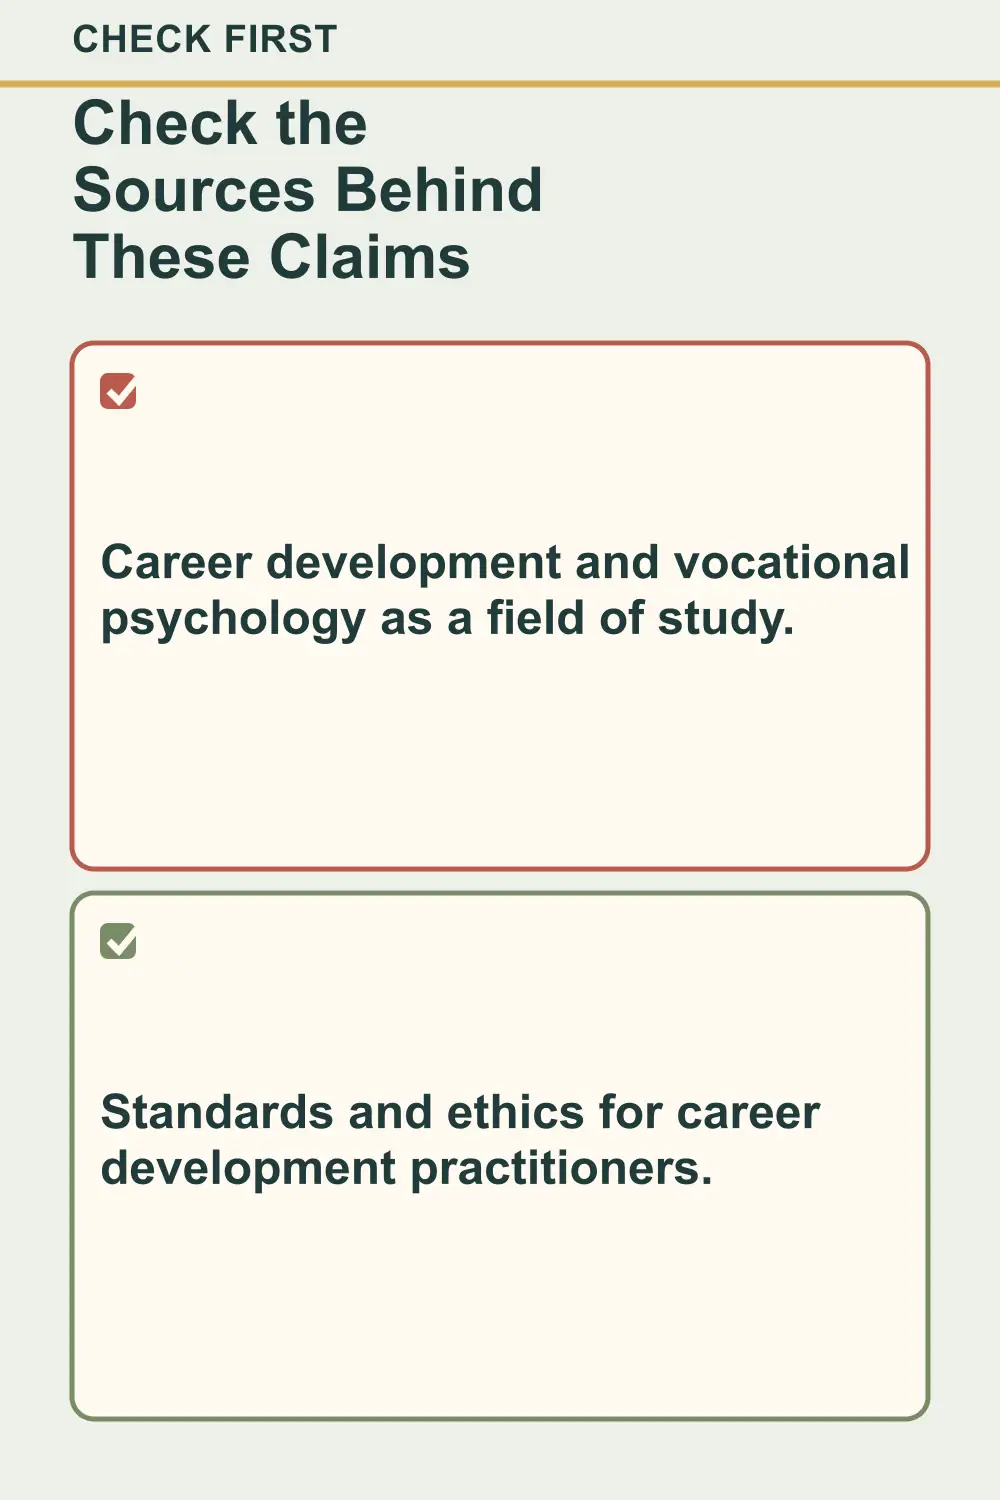 CHECK FIRST
Check the
Sources Behind
These Claims
Career development and vocational
psychology as a field of study.
Standards and ethics for career
development practitioners.